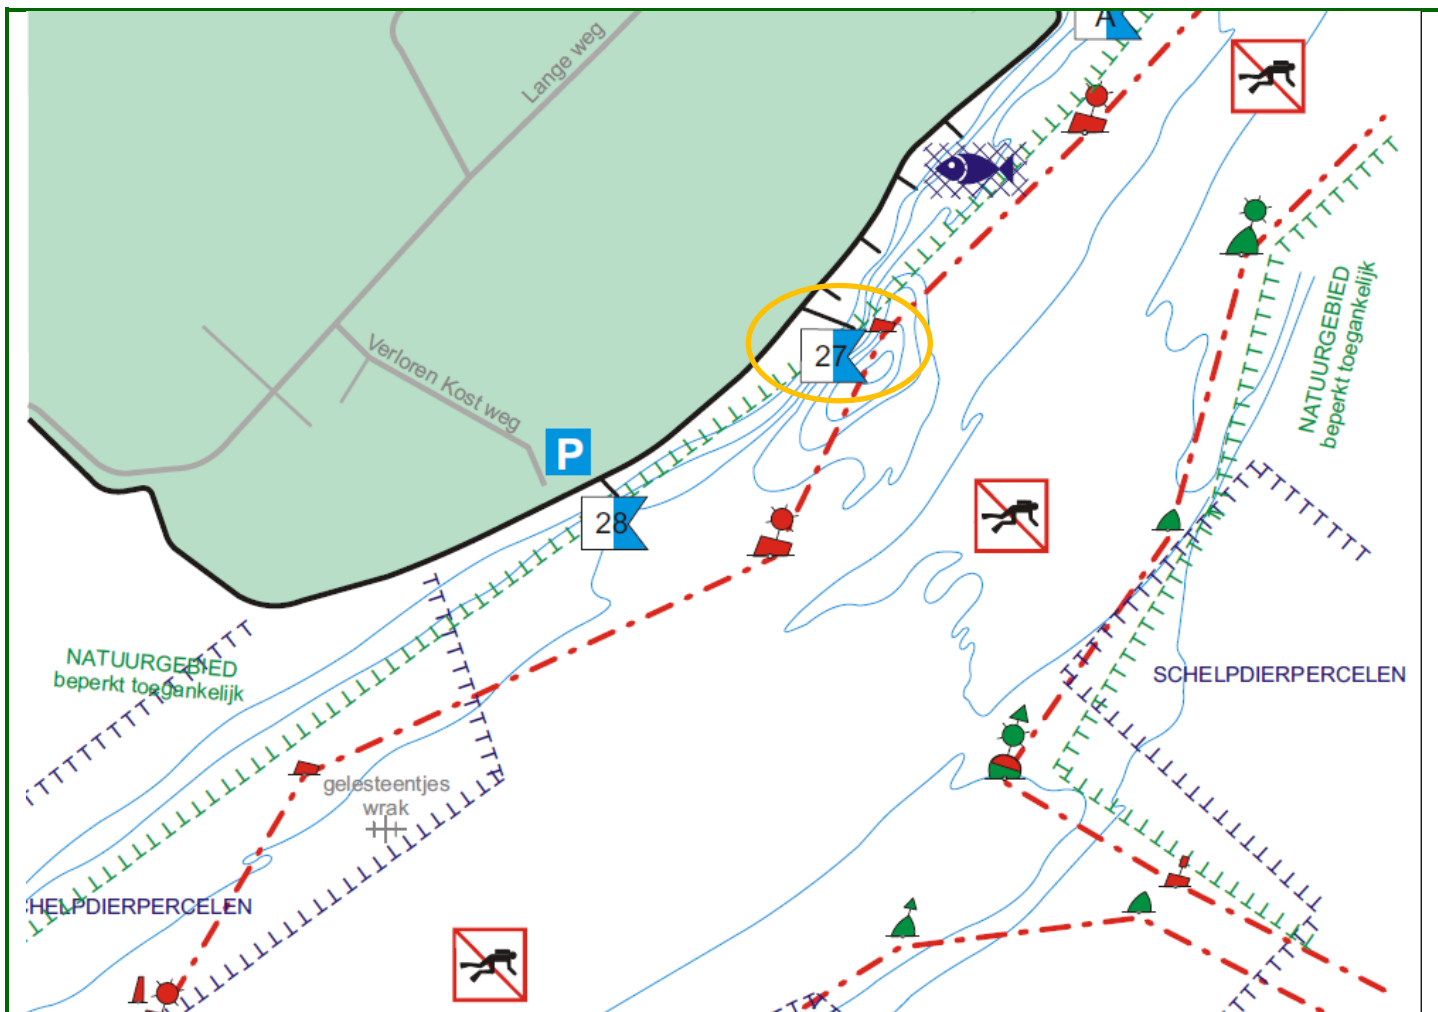 A
Lange weg
NATUURGEBIED
beperkt toegankelijk
27
Verloren Kost weg
P
28
NATUURGEBIED
beperkt toegankelijk
SCHELPDIERPERCELEN
gelesteentjes
wrak
HELPDIERPERCELEN